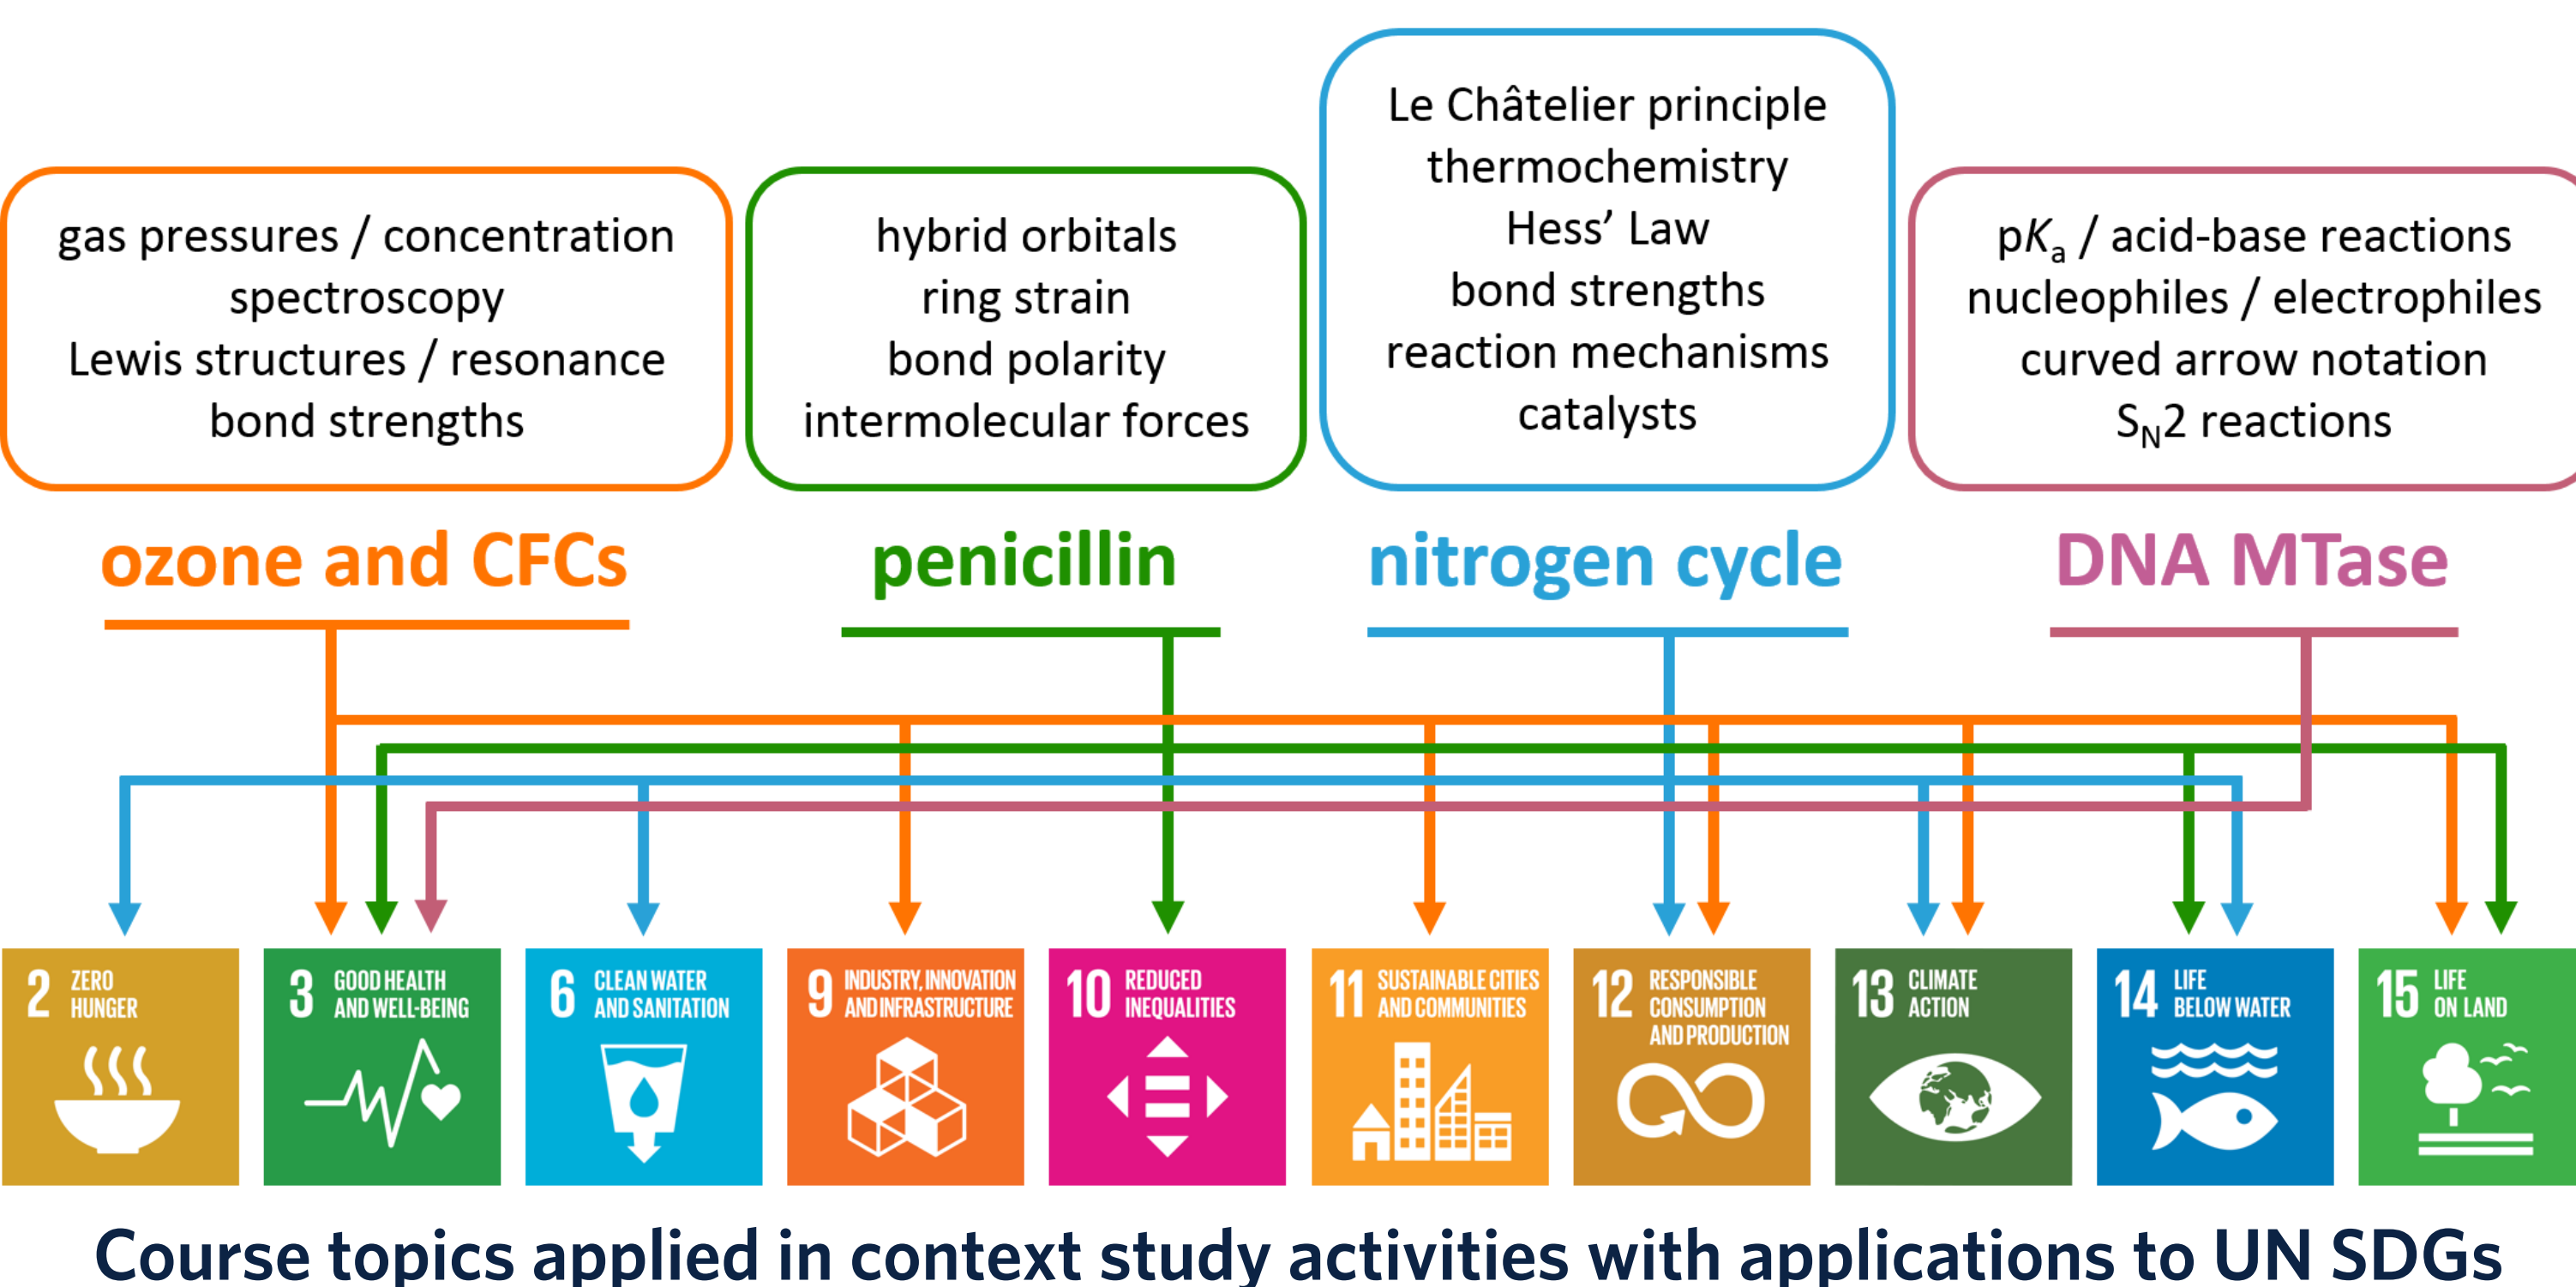 gas pressures / concentration
spectroscopy
Lewis structures / resonance
bond strengths
hybrid orbitals
ring strain
bond polarity
intermolecular forces
Le Châtelier principle
thermochemistry
Hess’ Law
bond strengths
reaction mechanisms
catalysts
pKa / acid-base reactions
nucleophiles / electrophiles
curved arrow notation
SN2 reactions
ozone and CFCs
penicillin
nitrogen cycle
DNA MTase
2 ZERO
HUNGER
3 GOOD HEALTH
AND WELL-BEING
6 CLEAN WATER
AND SANITATION
9 INDUSTRY, INNOVATION
AND INFRASTRUCTURE
10 REDUCED
INEQUALITIES
11 SUSTAINABLE CITIES
AND COMMUNITIES
12 RESPONSIBLE
CONSUMPTION
AND PRODUCTION
13 CLIMATE
ACTION
14 LIFE
BELOW WATER
15 LIFE
ON LAND
Course topics applied in context study activities with applications to UN SDGs